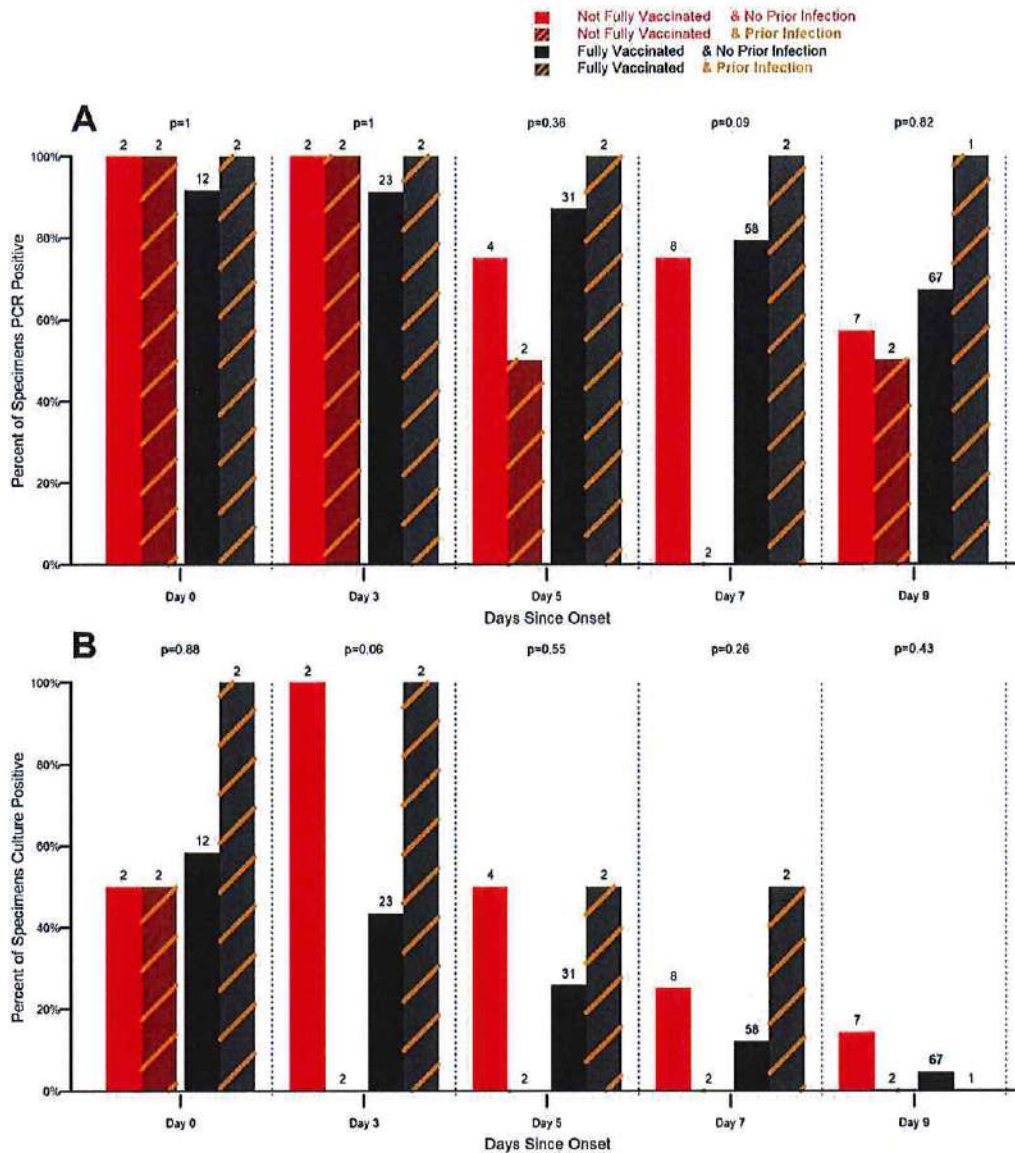 Not Fully Vaccinated & No Prior Infection
Not Fully Vaccinated & Prior Infection
Fully Vaccinated & No Prior Infection
Fully Vaccinated & Prior Infection
A
p=1 p=1 p=0.36 p=0.09 p=0.82
2 2 12 2 2 2 23 2 4 2 31 2 8 2 58 2 7 2 67 1
Percent of Specimens PCR Positive
100%
80%
60%
40%
20%
0%
Day 0 Day 3 Day 5 Day 7 Day 9
Days Since Onset
B
p=0.88 p=0.06 p=0.55 p=0.26 p=0.43
2 2 12 2 2 2 23 2 4 2 31 2 8 2 58 2 7 2 67 1
Percent of Specimens Culture Positive
100%
80%
60%
40%
20%
0%
Day 0 Day 3 Day 5 Day 7 Day 9
Days Since Onset